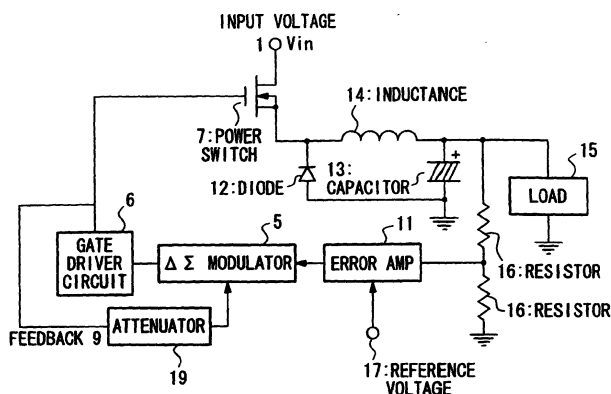 INPUT VOLTAGE
1 Vin
14:INDUCTANCE
7:POWER
SWITCH
12:DIODE
13:
CAPACITOR
+
15
LOAD
6
GATE
DRIVER
CIRCUIT
5
ΔΣ MODULATOR
11
ERROR AMP
16:RESISTOR
16:RESISTOR
FEEDBACK 9
ATTENUATOR
19
17:REFERENCE
VOLTAGE